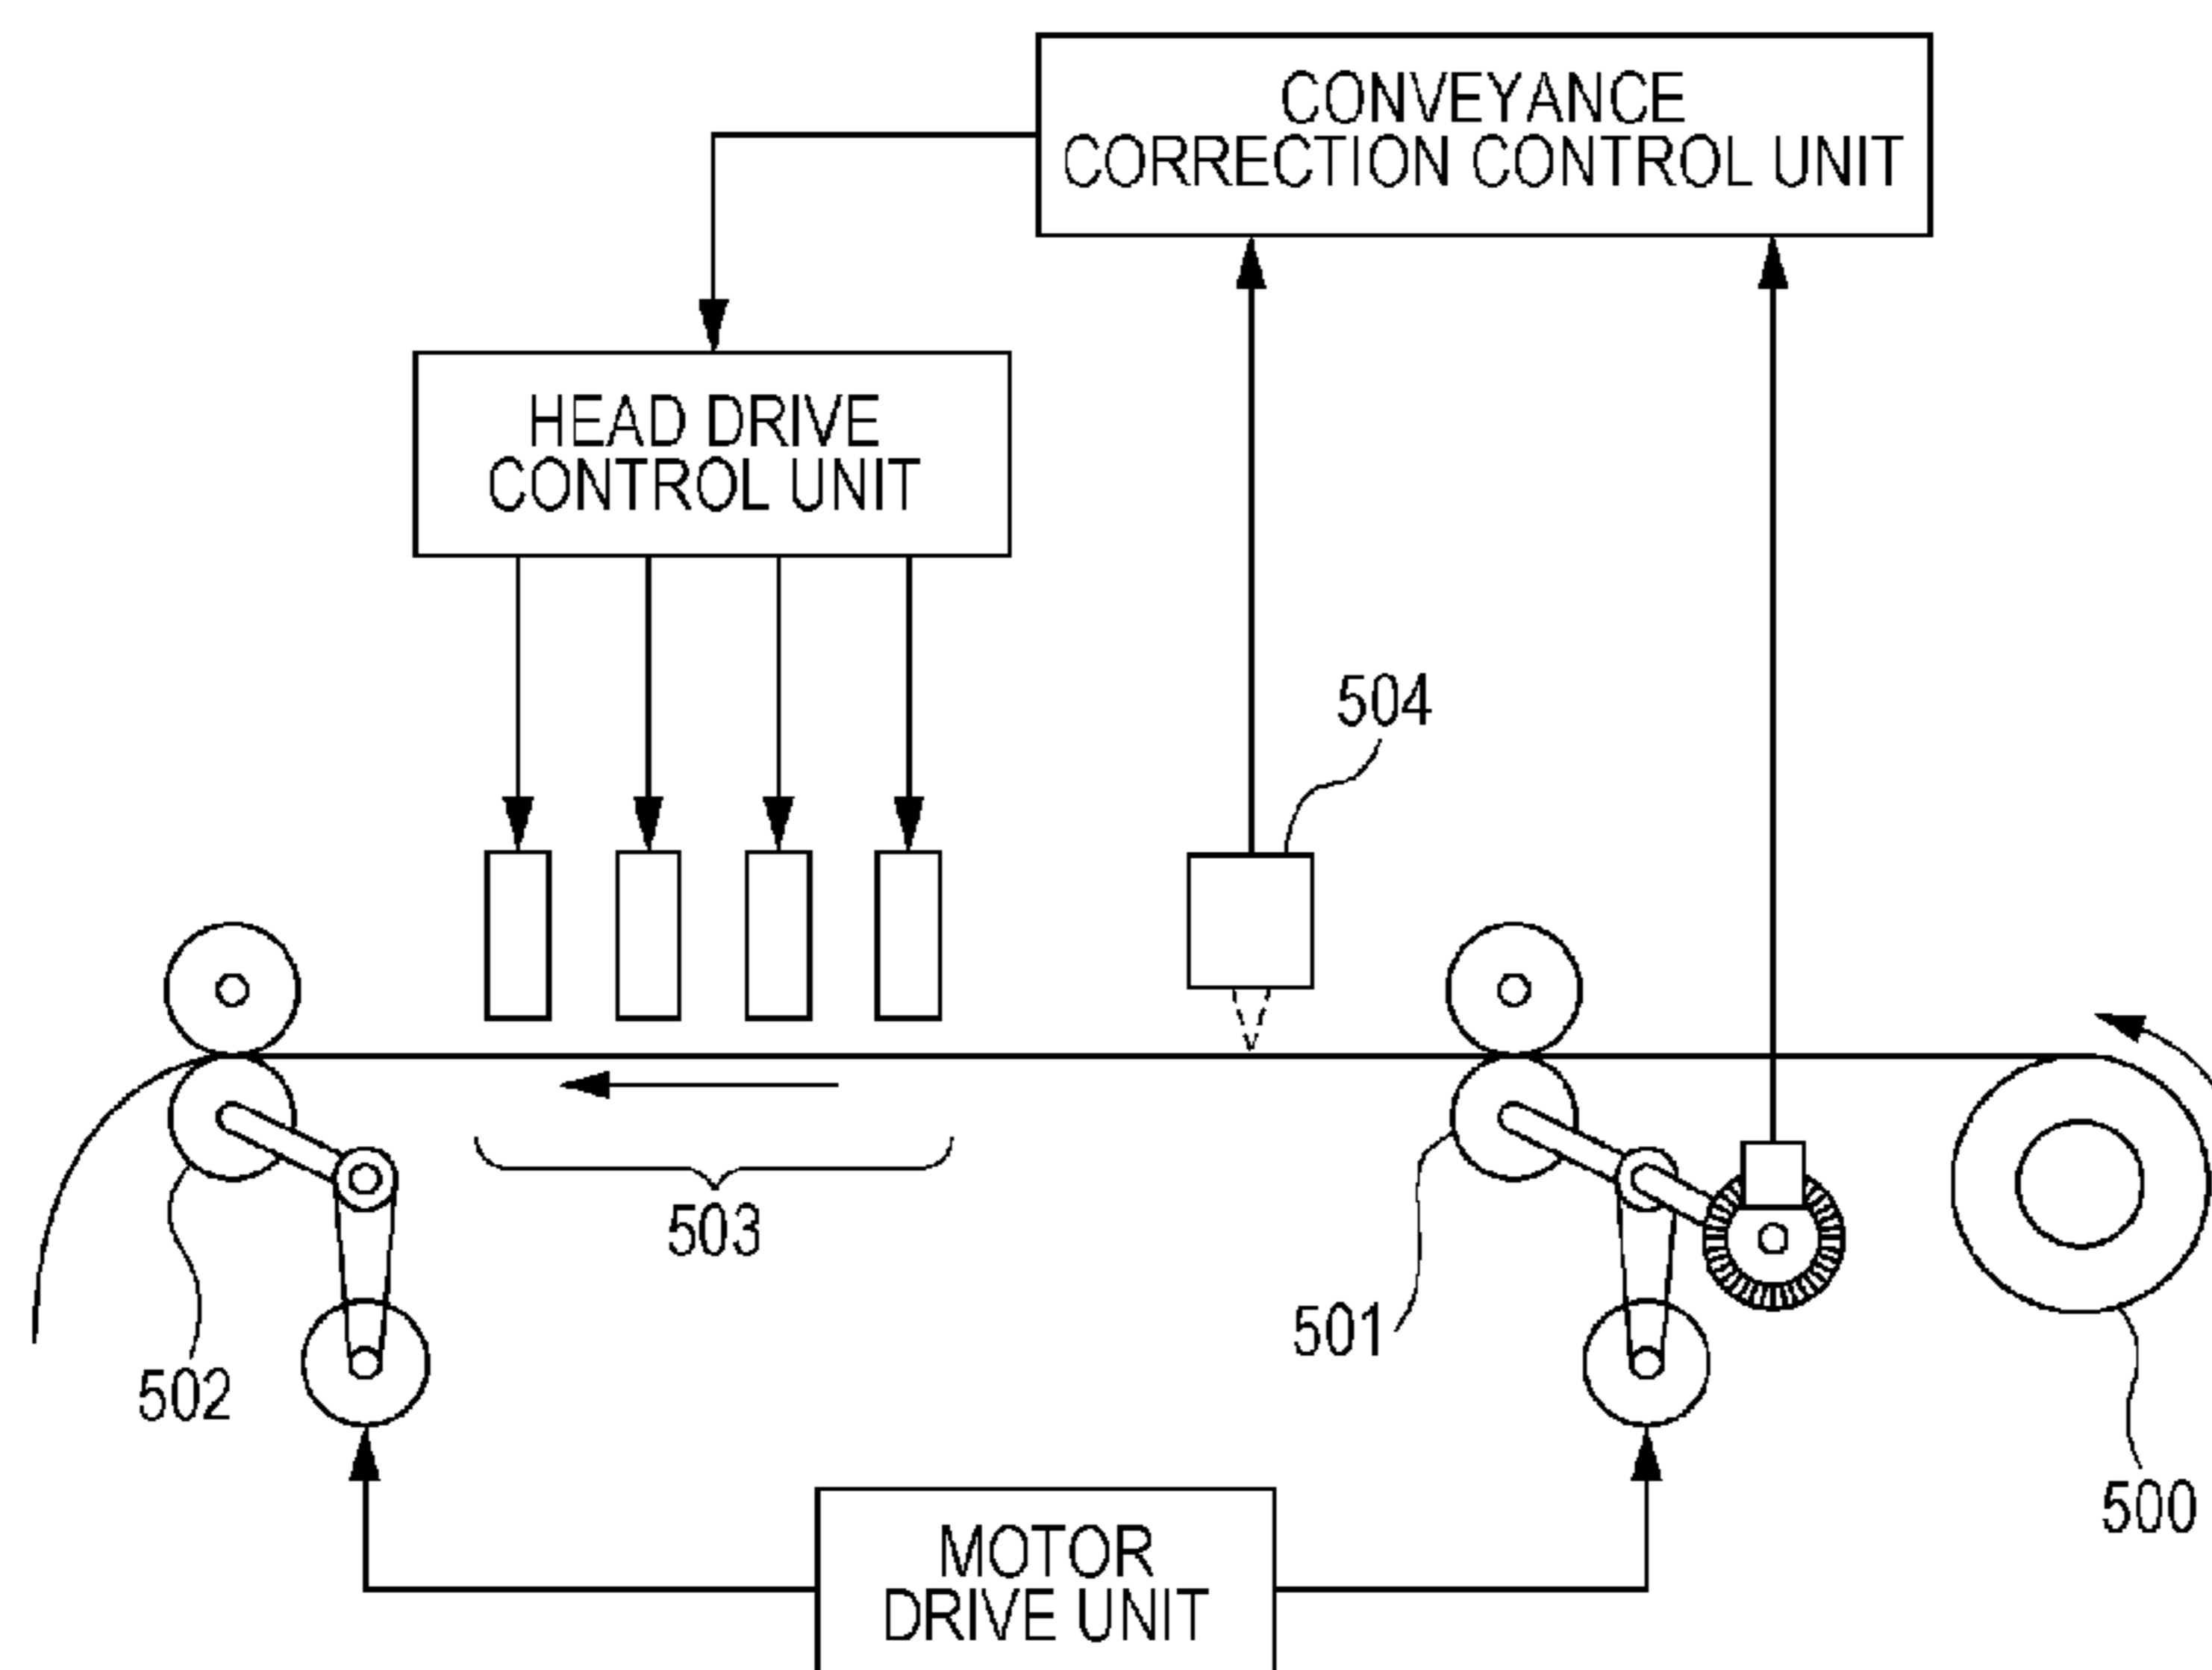 CONVEYANCE
CORRECTION CONTROL UNIT
HEAD DRIVE
CONTROL UNIT
504
503
501
502
500
MOTOR
DRIVE UNIT